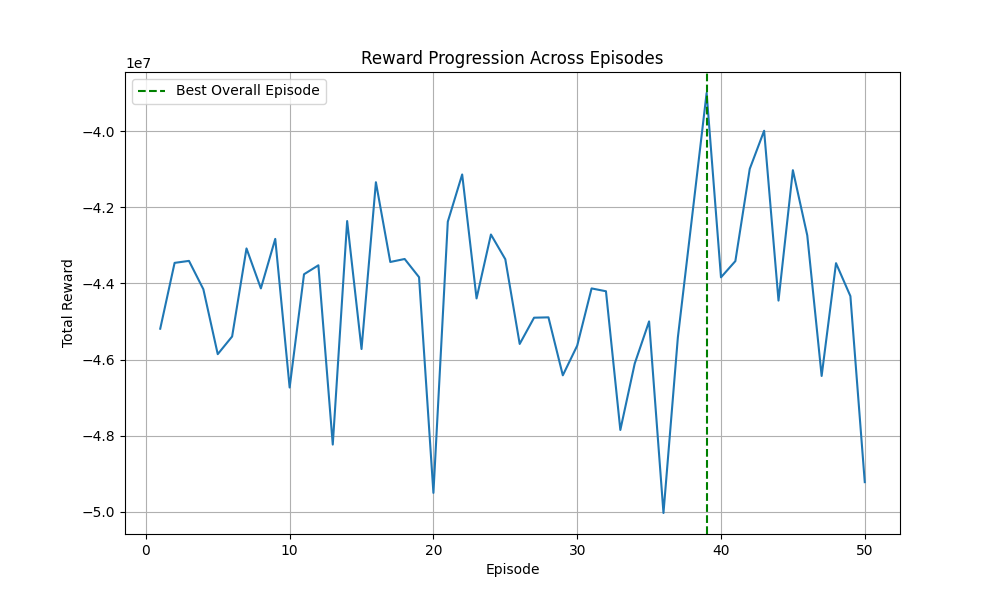 Reward Progression Across Episodes
1e7
Best Overall Episode
−4.0
−4.2
−4.4
−4.6
−4.8
−5.0
Total Reward
0 10 20 30 40 50
Episode